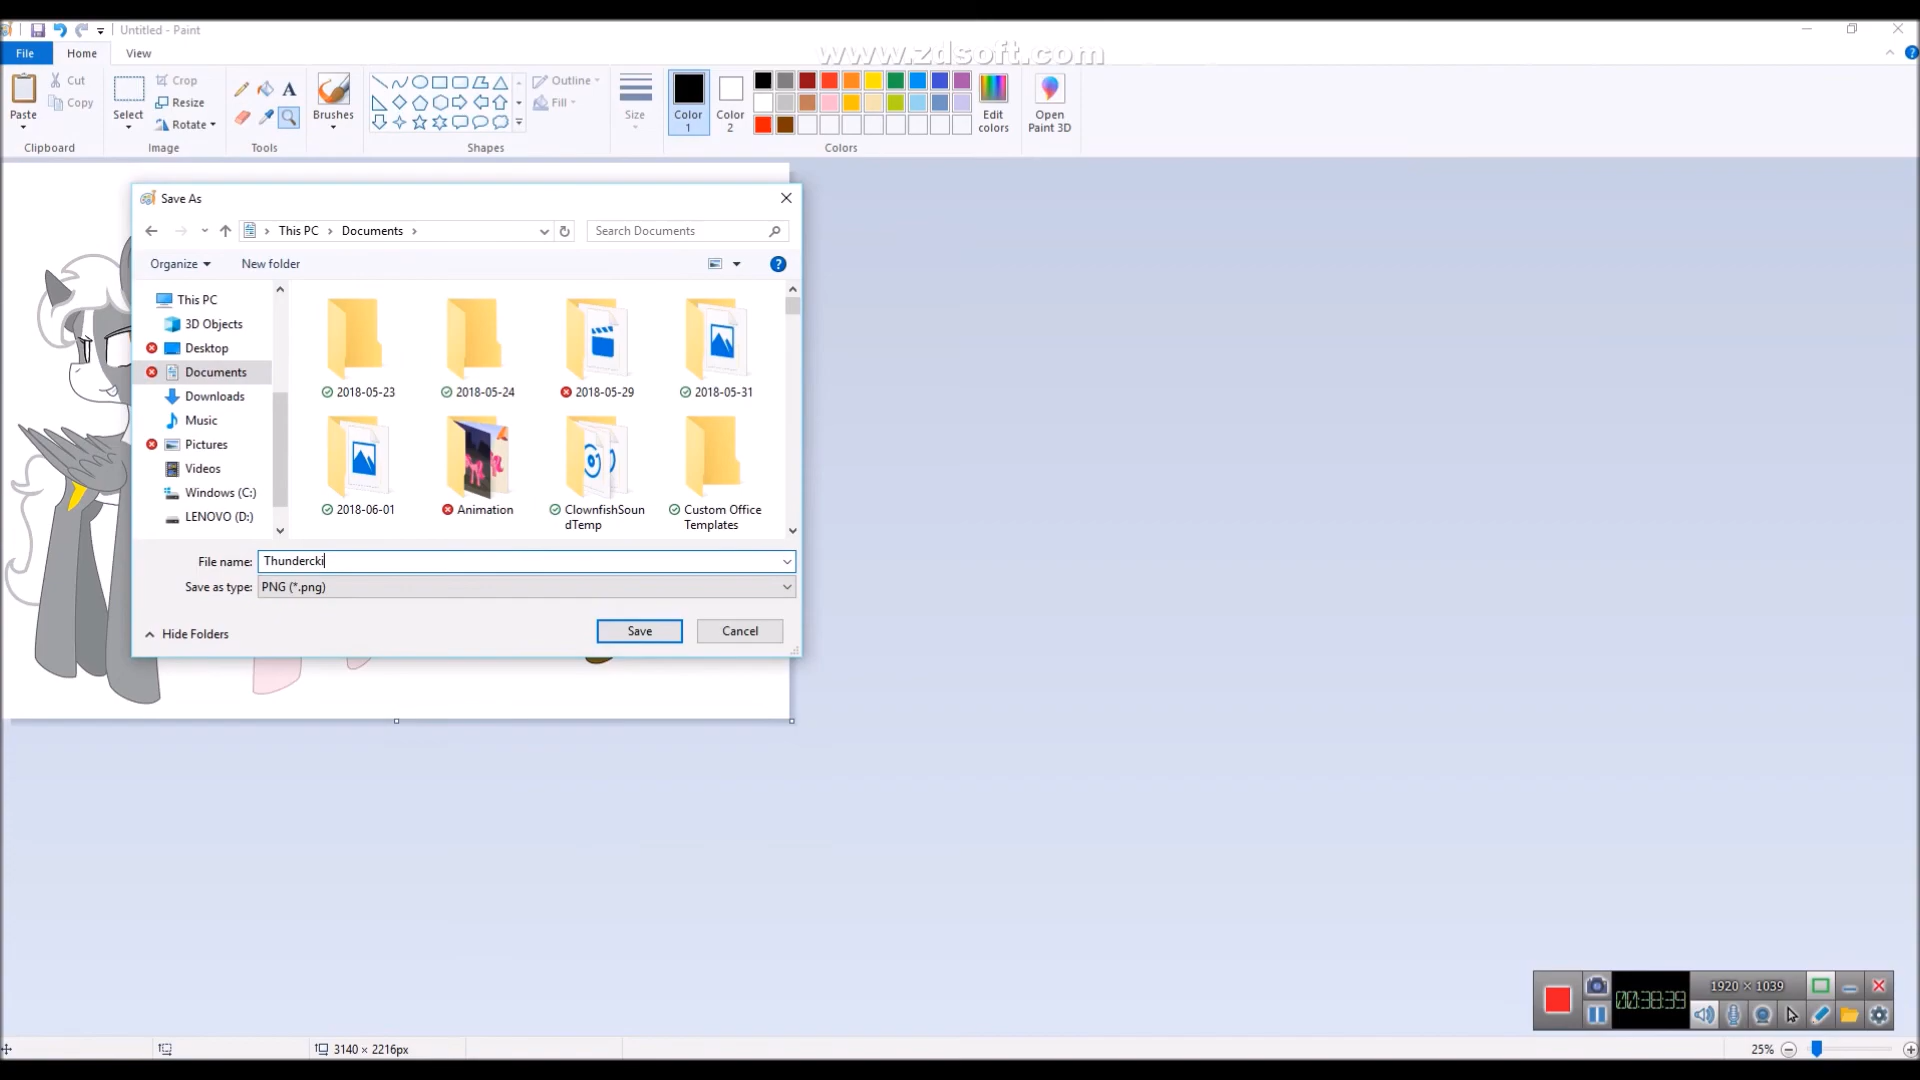 Untitled - Paint
www.zdsoft.com
File Home View
Cut
Copy
Paste
Clipboard
Select
Crop
Resize
Rotate
Image
Tools
Brushes
Shapes
Outline
Fill
Size
Color 1
Color 2
Edit colors
Colors
Open Paint 3D
Save As
This PC › Documents ›
Search Documents
Organize
New folder
This PC
3D Objects
Desktop
Documents
Downloads
Music
Pictures
Videos
Windows (C:)
LENOVO (D:)
2018-05-23
2018-05-24
2018-05-29
2018-05-31
2018-06-01
Animation
ClownfishSoun
dTemp
Custom Office
Templates
File name: Thundercki
Save as type: PNG (*.png)
Hide Folders
Save
Cancel
00:38:39
1920 × 1039
3140 × 2216px
25%